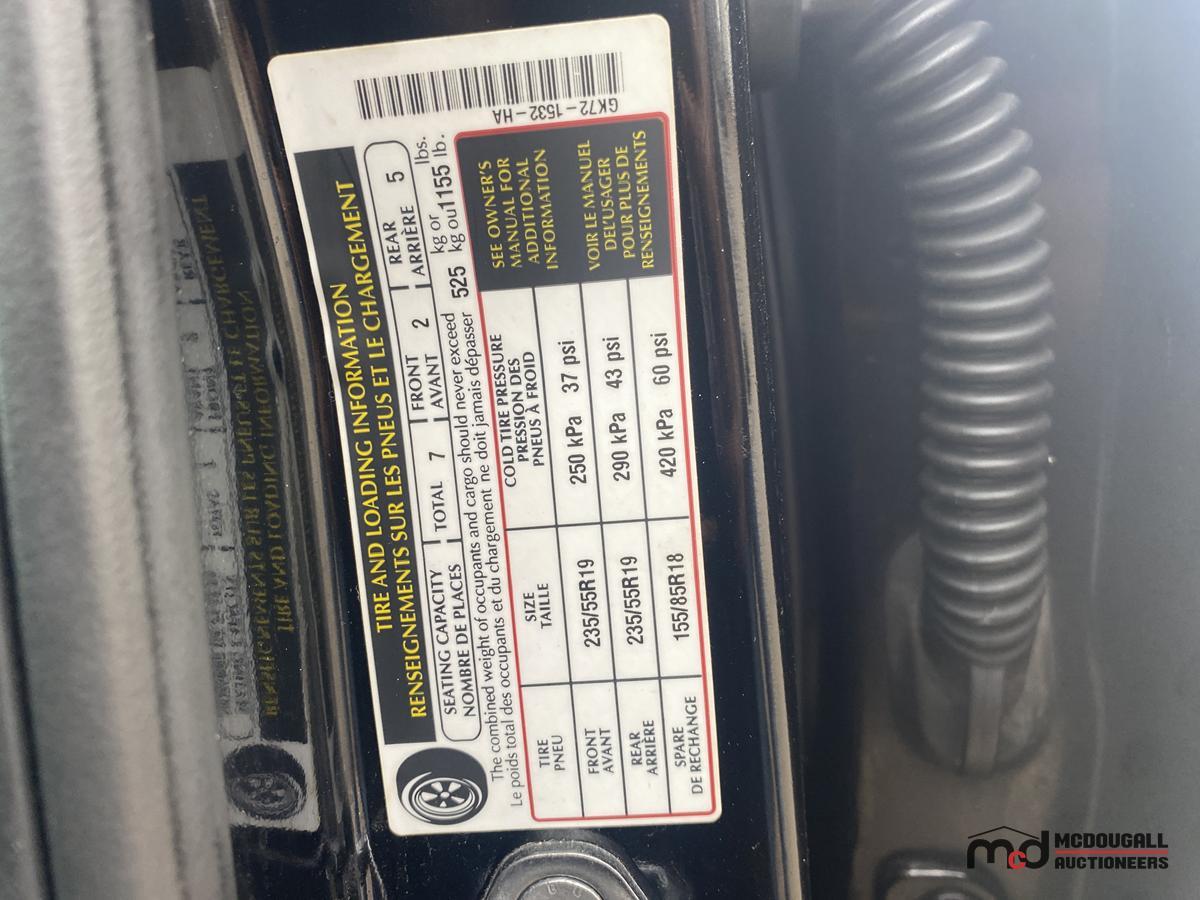 GK72-1532-HA
TIRE AND LOADING INFORMATION
RENSEIGNEMENTS SUR LES PNEUS ET LE CHARGEMENT
SEATING CAPACITY TOTAL 7 FRONT 2 REAR 5
NOMBRE DE PLACES AVANT ARRIÈRE
The combined weight of occupants and cargo should never exceed 525 kg or 1155 lbs.
Le poids total des occupants et du chargement ne doit jamais dépasser kg ou lb.
TIRE SIZE COLD TIRE PRESSURE
PNEU TAILLE PRESSION DES
PNEUS À FROID
FRONT 235/55R19 250 kPa 37 psi
AVANT
REAR 235/55R19 290 kPa 43 psi
ARRIÈRE
SPARE 155/85R18 420 kPa 60 psi
DE RECHANGE
SEE OWNER'S
MANUAL FOR
ADDITIONAL
INFORMATION
VOIR LE MANUEL
DE L'USAGER
POUR PLUS DE
RENSEIGNEMENTS
mcd MCDOUGALL
AUCTIONEERS